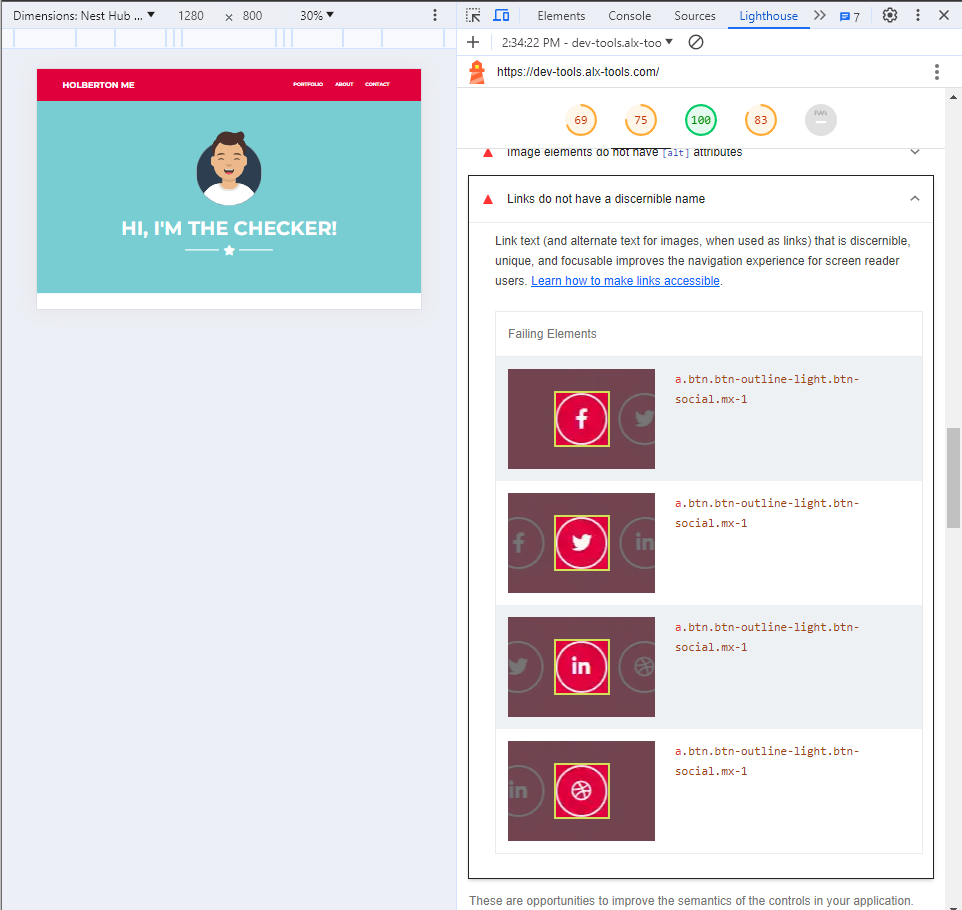 Dimensions: Nest Hub ... 1280 x 800 30%
Elements Console Sources Lighthouse 7
2:34:22 PM - dev-tools.alx-too
https://dev-tools.alx-tools.com/
69 75 100 83 PWA
HOLBERTON ME PORTFOLIO ABOUT CONTACT
HI, I'M THE CHECKER!
Image elements do not have [alt] attributes
Links do not have a discernible name
Link text (and alternate text for images, when used as links) that is discernible,
unique, and focusable improves the navigation experience for screen reader
users. Learn how to make links accessible.
Failing Elements
a.btn.btn-outline-light.btn-
social.mx-1
a.btn.btn-outline-light.btn-
social.mx-1
a.btn.btn-outline-light.btn-
social.mx-1
a.btn.btn-outline-light.btn-
social.mx-1
These are opportunities to improve the semantics of the controls in your application.